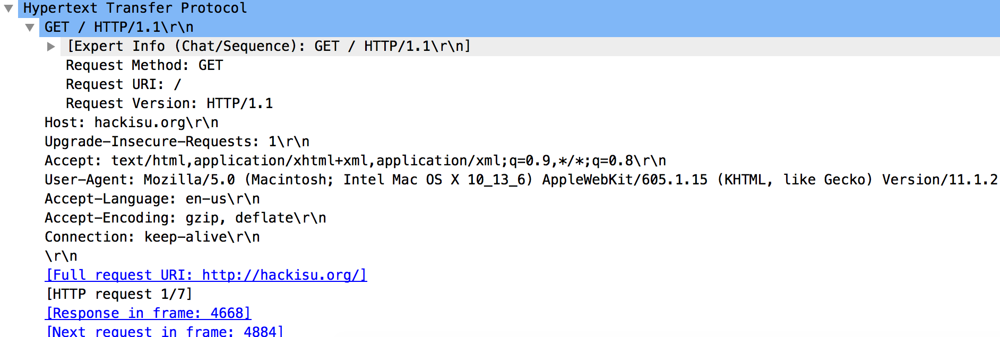 Hypertext Transfer Protocol
GET / HTTP/1.1\r\n
[Expert Info (Chat/Sequence): GET / HTTP/1.1\r\n]
Request Method: GET
Request URI: /
Request Version: HTTP/1.1
Host: hackisu.org\r\n
Upgrade-Insecure-Requests: 1\r\n
Accept: text/html,application/xhtml+xml,application/xml;q=0.9,*/*;q=0.8\r\n
User-Agent: Mozilla/5.0 (Macintosh; Intel Mac OS X 10_13_6) AppleWebKit/605.1.15 (KHTML, like Gecko) Version/11.1.2
Accept-Language: en-us\r\n
Accept-Encoding: gzip, deflate\r\n
Connection: keep-alive\r\n
\r\n
[Full request URI: http://hackisu.org/]
[HTTP request 1/7]
[Response in frame: 4668]
[Next request in frame: 4884]